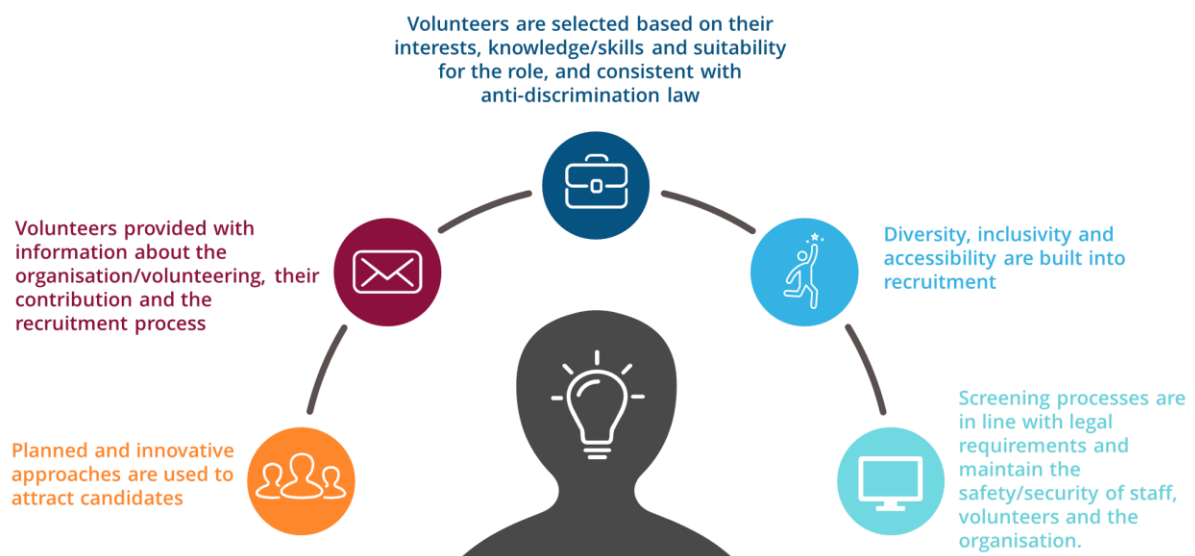 Volunteers are selected based on their
interests, knowledge/skills and suitability
for the role, and consistent with
anti-discrimination law
Volunteers provided with
information about the
organisation/volunteering, their
contribution and the
recruitment process
Diversity, inclusivity and
accessibility are built into
recruitment
Planned and innovative
approaches are used to
attract candidates
Screening processes are
in line with legal
requirements and
maintain the
safety/security of staff,
volunteers and the
organisation.